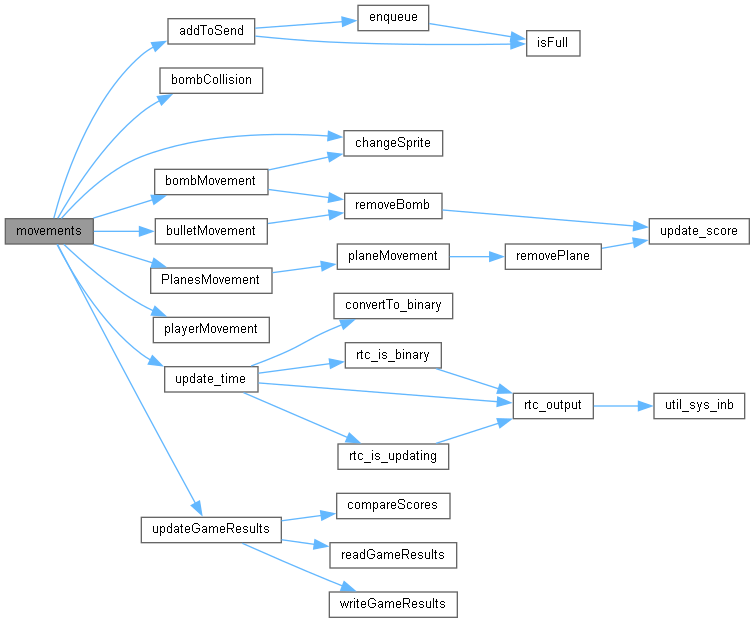 movements
addToSend
enqueue
isFull
bombCollision
changeSprite
bombMovement
removeBomb
bulletMovement
update_score
PlanesMovement
planeMovement
removePlane
playerMovement
update_time
convertTo_binary
rtc_is_binary
rtc_output
util_sys_inb
rtc_is_updating
updateGameResults
compareScores
readGameResults
writeGameResults